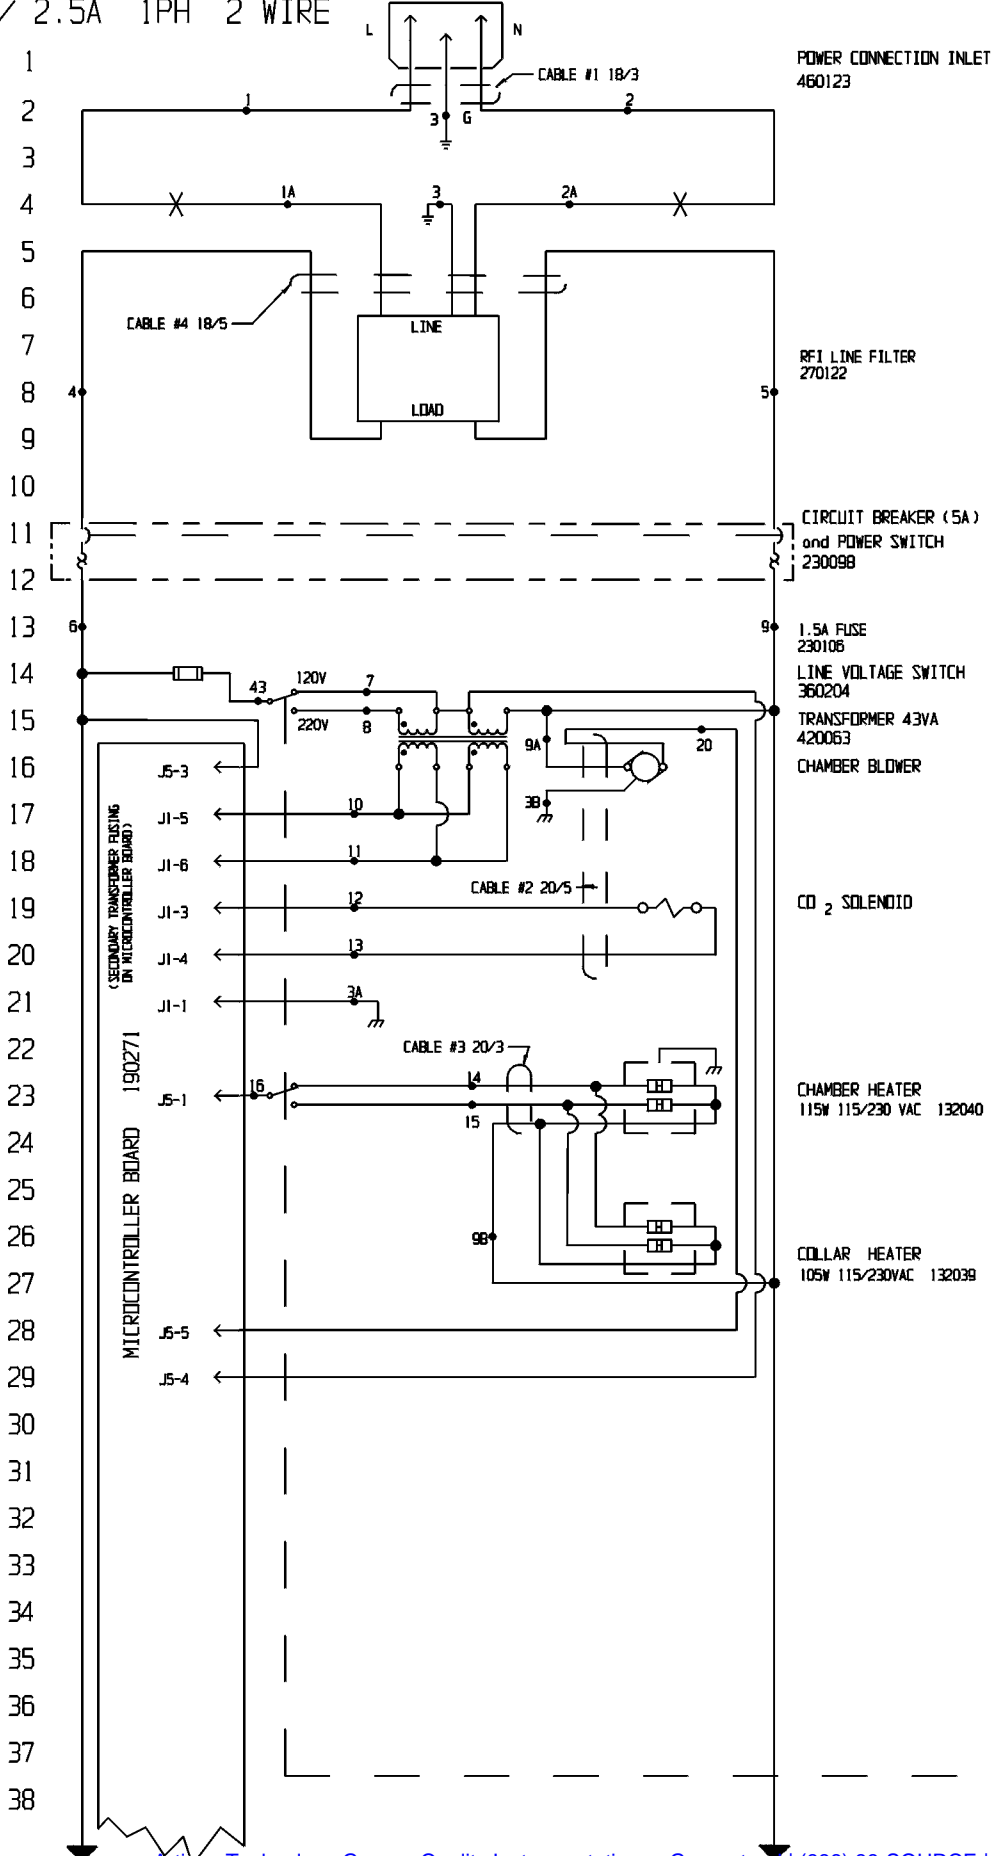 / 2.5A 1PH 2 WIRE
L
N
1
POWER CONNECTION INLET
460123
CABLE #1 18/3
2
1
2
3
G
3
4
1A
3
2A
5
6
CABLE #4 18/5
LINE
7
RFI LINE FILTER
270122
8
4
5
LOAD
9
10
11
CIRCUIT BREAKER (5A)
and POWER SWITCH
230098
12
13
6
9
1.5A FUSE
230106
14
43
120V
7
LINE VOLTAGE SWITCH
360204
15
220V
8
20
TRANSFORMER 43VA
420063
9A
16
J5-3
CHAMBER BLOWER
3B
17
J1-5
10
18
J1-6
11
(SECONDARY TRANSFORMER FUSING
ON MICROCONTROLLER BOARD)
CABLE #2 20/5
19
J1-3
12
CO 2 SOLENOID
20
J1-4
13
21
J1-1
3A
22
CABLE #3 20/3
MICROCONTROLLER BOARD 190271
23
J5-1
16
14
CHAMBER HEATER
115W 115/230 VAC 132040
15
24
25
26
9B
COLLAR HEATER
105W 115/230VAC 132039
27
28
J5-5
29
J5-4
30
31
32
33
34
35
36
37
38